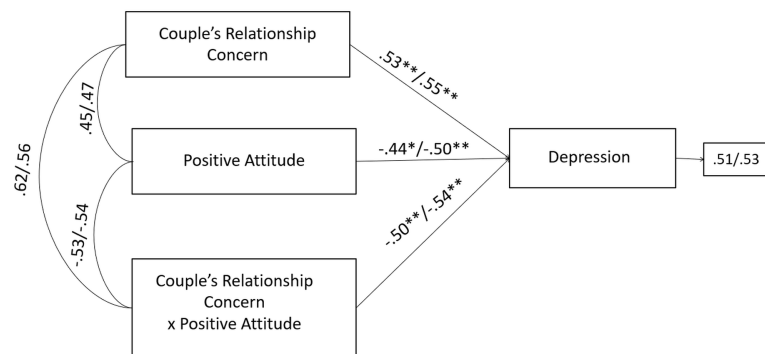 Couple's Relationship
Concern
.53**/.55**
.45/.47
.62/.56
Positive Attitude
-.44*/-.50**
Depression
.51/.53
-.53/-.54
-.50**/-.54**
Couple's Relationship
Concern
x Positive Attitude